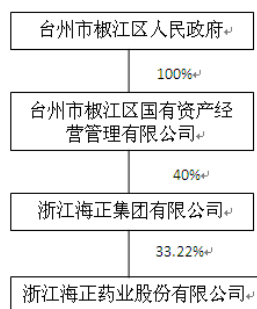 台州市椒江区人民政府
100%
台州市椒江区国有资产经
营管理有限公司
40%
浙江海正集团有限公司
33.22%
浙江海正药业股份有限公司